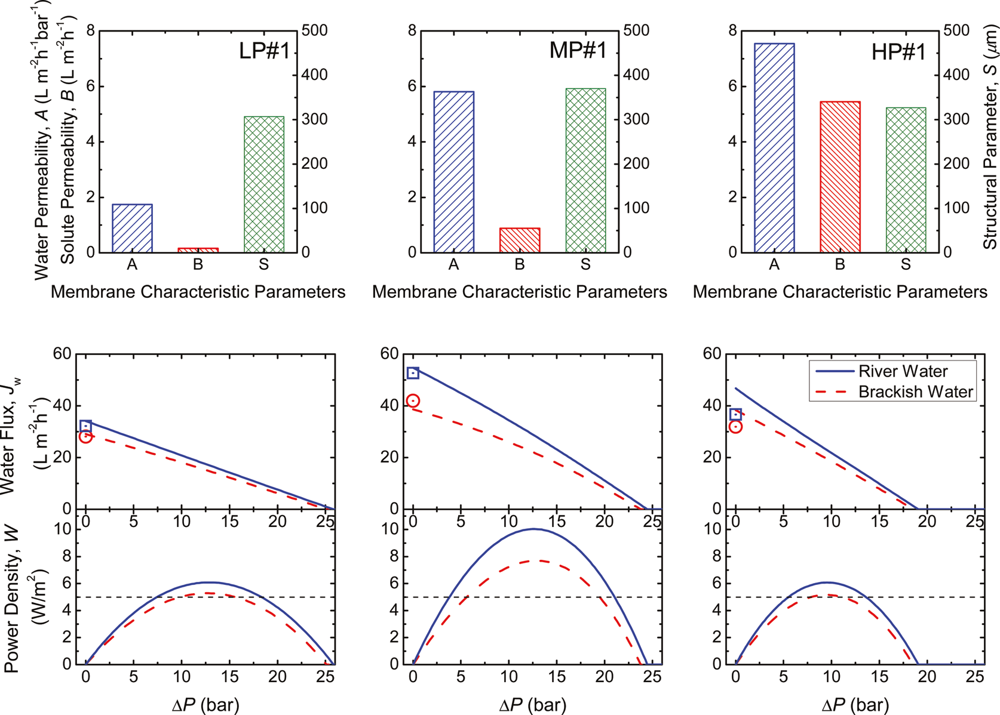 Water Permeability, A (L m-2h-1bar-1)
Solute Permeability, B (L m-2h-1)
8
6
4
2
0
500
400
300
200
100
0
LP#1
A B S
Membrane Characteristic Parameters
8
6
4
2
0
500
400
300
200
100
0
MP#1
A B S
Membrane Characteristic Parameters
8
6
4
2
0
500
400
300
200
100
0
HP#1
A B S
Membrane Characteristic Parameters
Structural Parameter, S (μm)
Water Flux, Jw
(L m-2h-1)
60
40
20
0
0 5 10 15 20 25
60
40
20
0
0 5 10 15 20 25
60
40
20
0
0 5 10 15 20 25
River Water
Brackish Water
Power Density, W
(W/m2)
10
8
6
4
2
0
0 5 10 15 20 25
ΔP (bar)
10
8
6
4
2
0
0 5 10 15 20 25
ΔP (bar)
10
8
6
4
2
0
0 5 10 15 20 25
ΔP (bar)